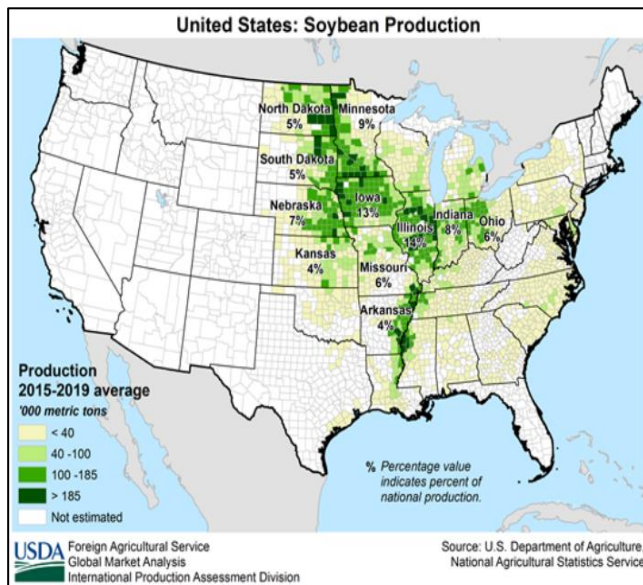 United States: Soybean Production
North Dakota
5%
Minnesota
9%
South Dakota
5%
Nebraska
7%
Iowa
13%
Illinois
14%
Indiana
8%
Ohio
6%
Kansas
4%
Missouri
6%
Arkansas
4%
Production
2015-2019 average
'000 metric tons
< 40
40 -100
100 -185
> 185
Not estimated
% Percentage value
indicates percent of
national production.
USDA
Foreign Agricultural Service
Global Market Analysis
International Production Assessment Division
Source: U.S. Department of Agriculture,
National Agricultural Statistics Service